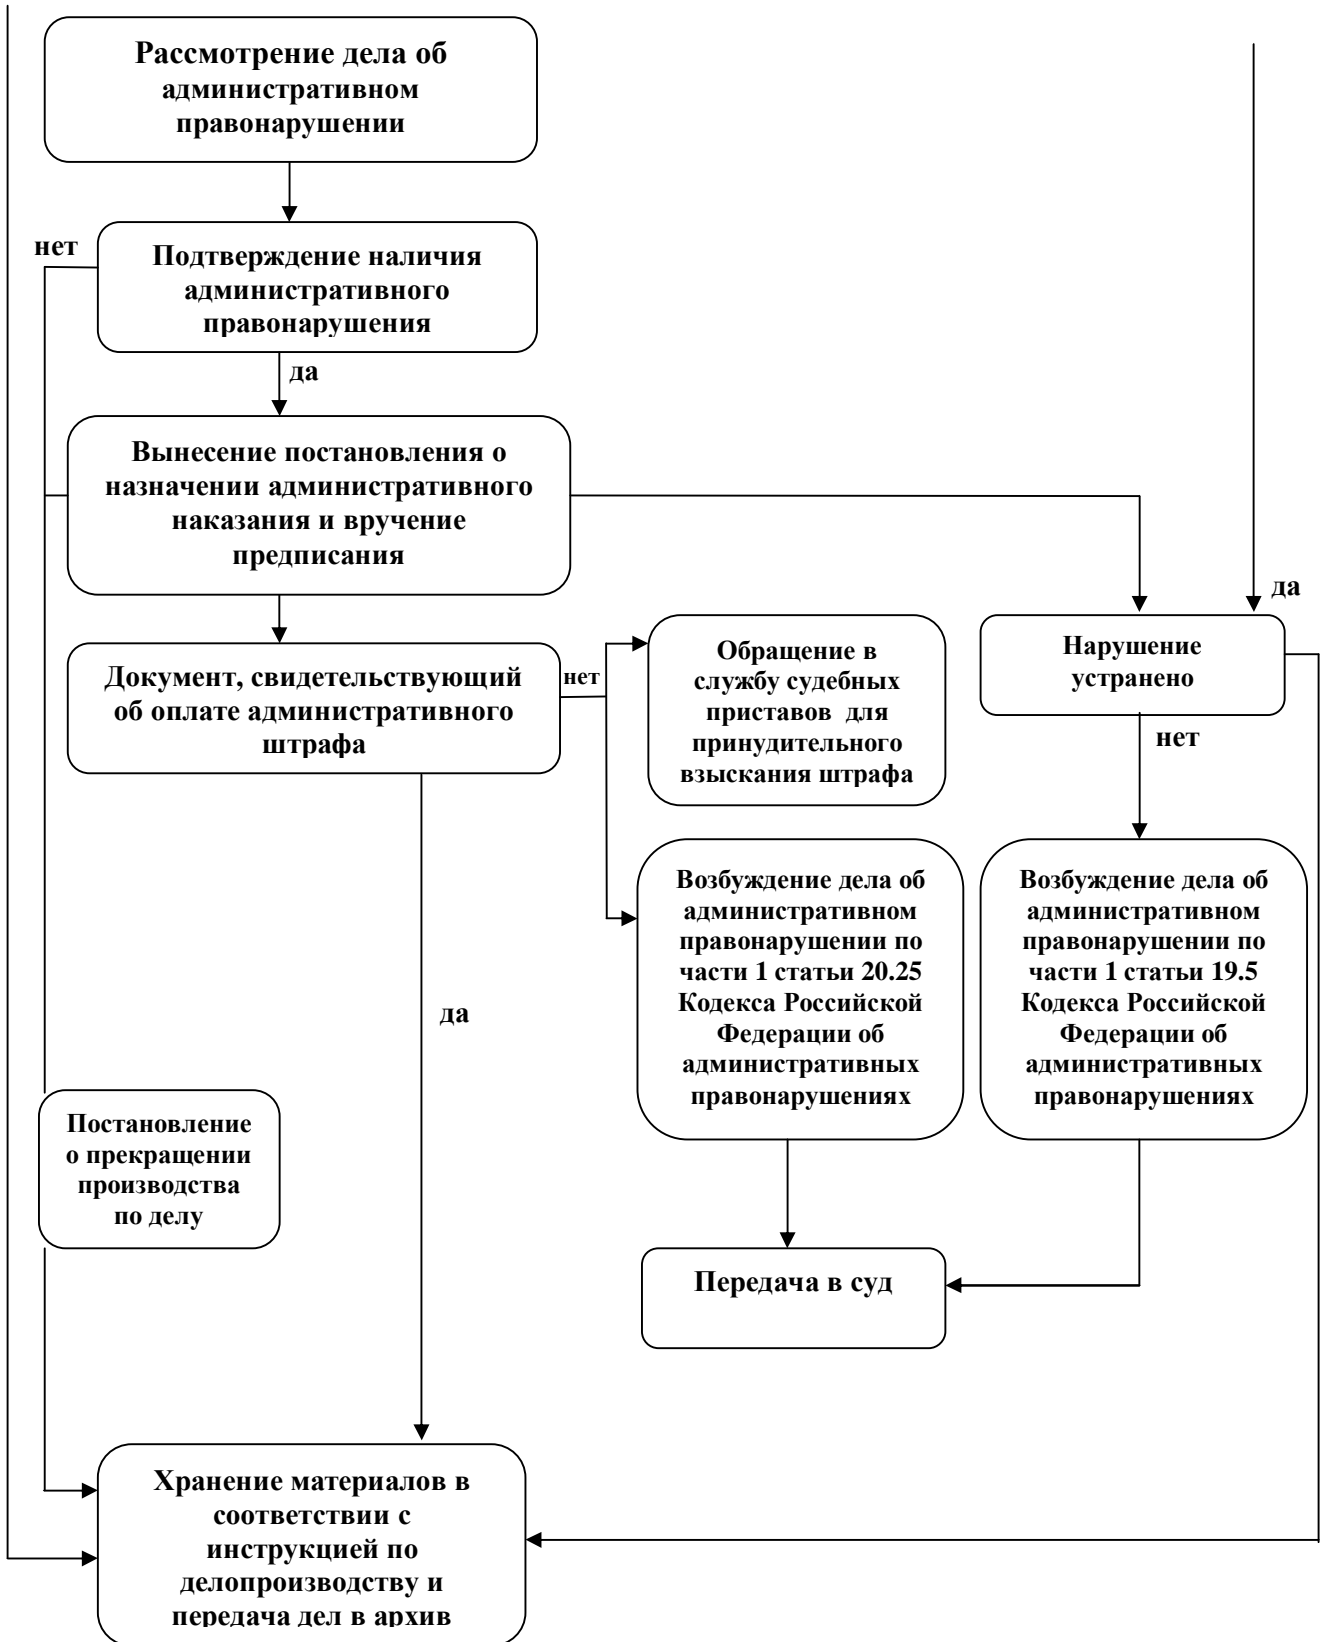 Рассмотрение дела об
административном
правонарушении
нет
Подтверждение наличия
административного
правонарушения
да
Вынесение постановления о
назначении административного
наказания и вручение
предписания
да
Документ, свидетельствующий
об оплате административного
штрафа
нет
Обращение в
службу судебных
приставов для
принудительного
взыскания штрафа
Нарушение
устранено
нет
Возбуждение дела об
административном
правонарушении по
части 1 статьи 20.25
Кодекса Российской
Федерации об
административных
правонарушениях
Возбуждение дела об
административном
правонарушении по
части 1 статьи 19.5
Кодекса Российской
Федерации об
административных
правонарушениях
да
Постановление
о прекращении
производства
по делу
Передача в суд
Хранение материалов в
соответствии с
инструкцией по
делопроизводству и
передача дел в архив